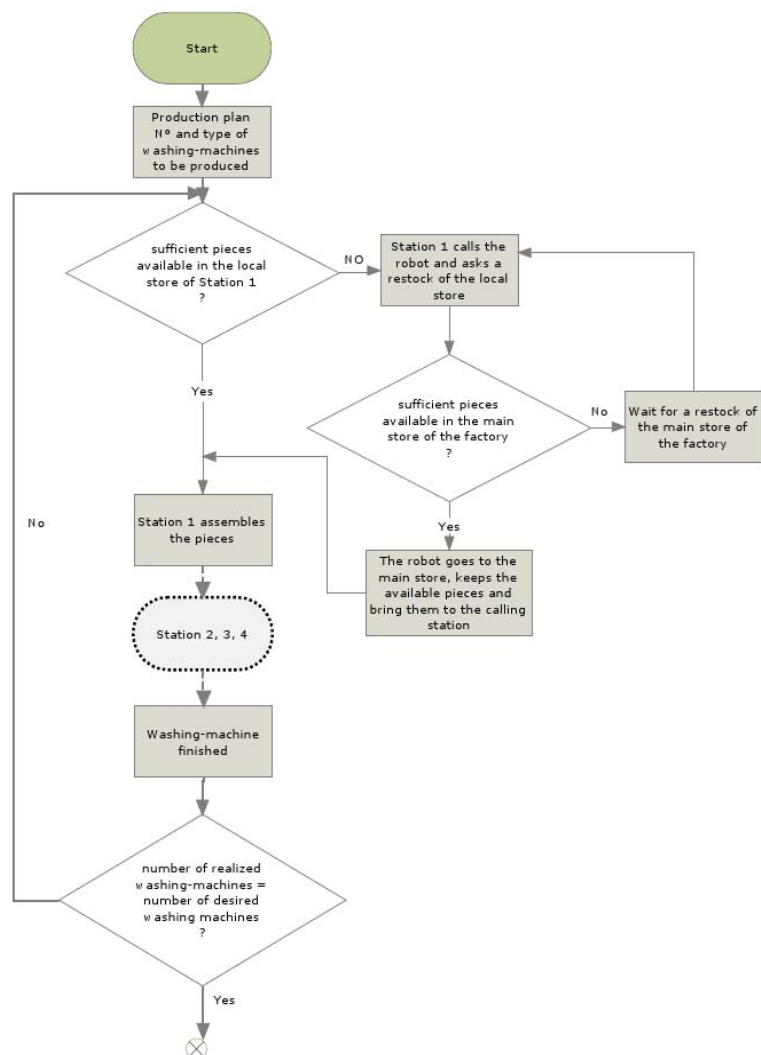 Start
Production plan
Nº and type of
washing-machines
to be produced
sufficient pieces
available in the local
store of Station 1
?
NO
Station 1 calls the
robot and asks a
restock of the local
store
Yes
sufficient pieces
available in the main
store of the factory
?
No
Wait for a restock of
the main store of
the factory
Yes
The robot goes to the
main store, keeps the
available pieces and
bring them to the calling
station
Station 1 assembles
the pieces
No
Station 2, 3, 4
Washing-machine
finished
number of realized
washing-machines =
number of desired
washing machines
?
Yes